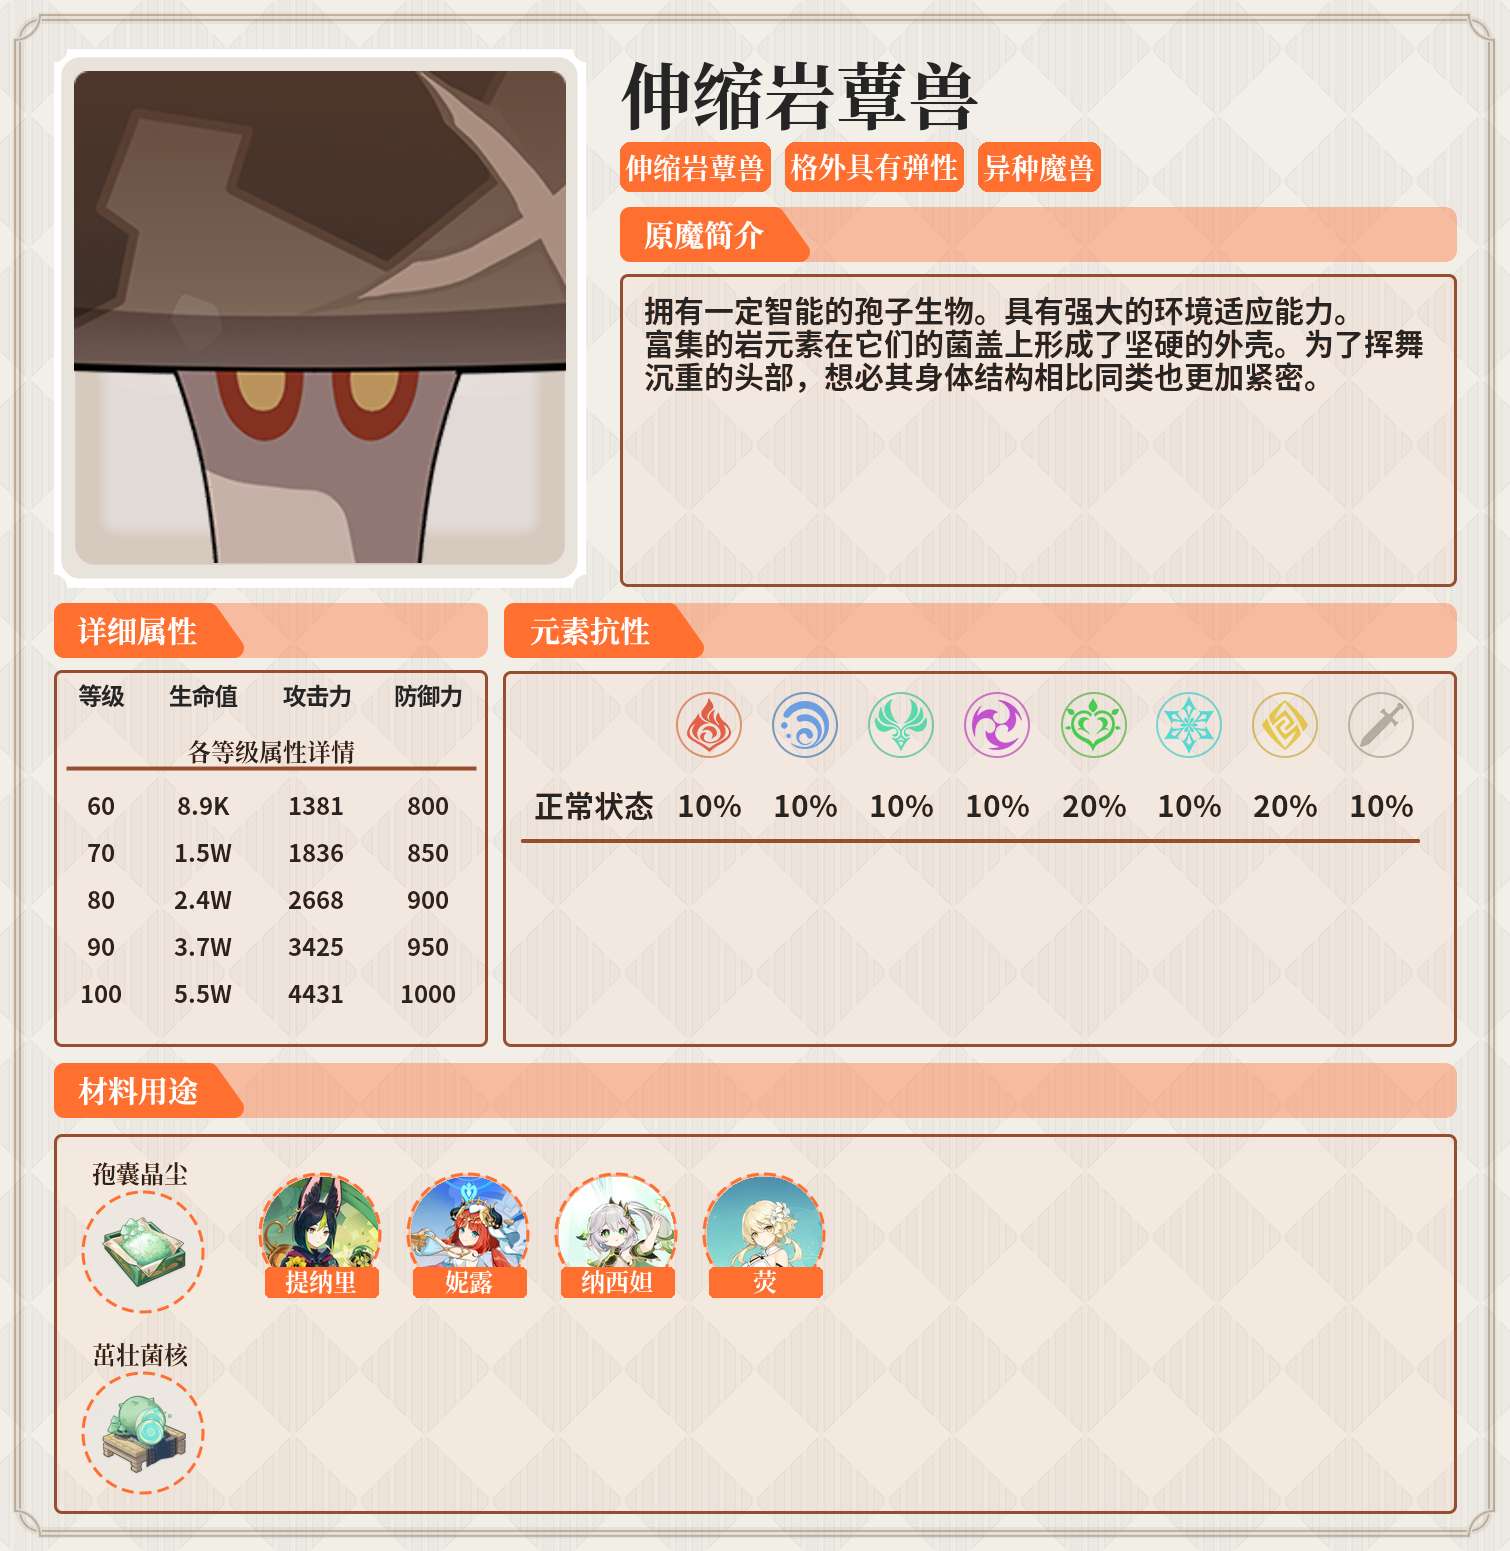 伸缩岩蕈兽
伸缩岩蕈兽 格外具有弹性 异种魔兽
原魔简介
拥有一定智能的孢子生物。具有强大的环境适应能力。
富集的岩元素在它们的菌盖上形成了坚硬的外壳。为了挥舞
沉重的头部，想必其身体结构相比同类也更加紧密。
详细属性
等级 生命值 攻击力 防御力
各等级属性详情
60 8.9K 1381 800
70 1.5W 1836 850
80 2.4W 2668 900
90 3.7W 3425 950
100 5.5W 4431 1000
元素抗性
正常状态 10% 10% 10% 10% 20% 10% 20% 10%
材料用途
孢囊晶尘
提纳里 妮露 纳西妲 荧
茁壮菌核